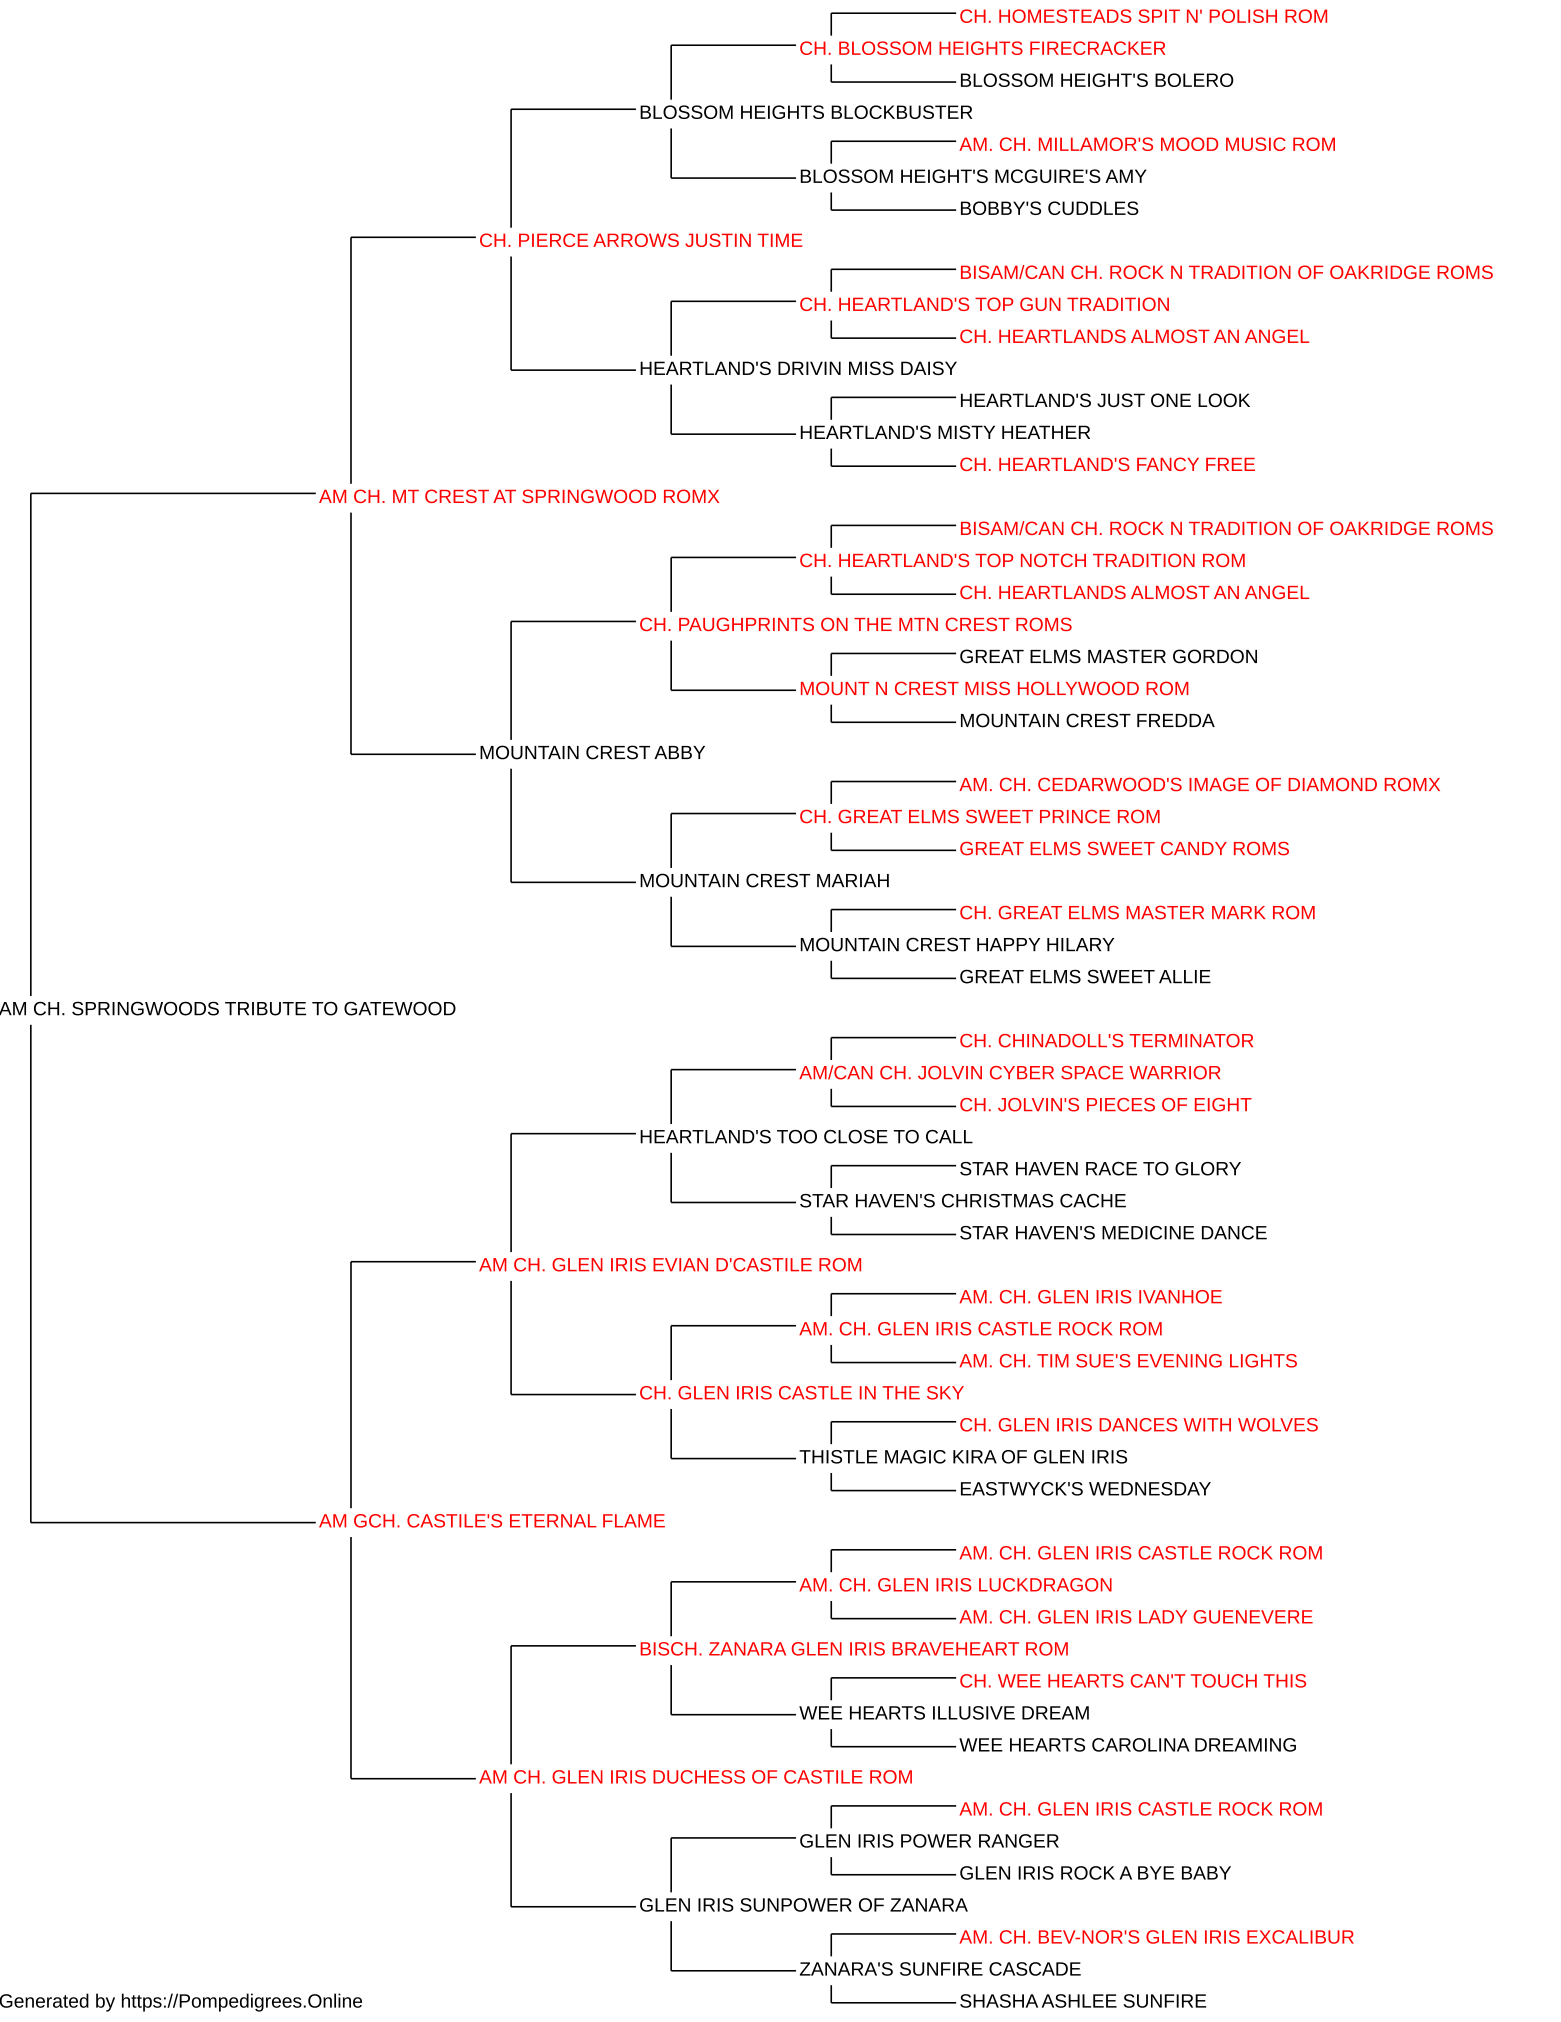 CH. HOMESTEADS SPIT N' POLISH ROM
CH. BLOSSOM HEIGHTS FIRECRACKER
BLOSSOM HEIGHT'S BOLERO
BLOSSOM HEIGHTS BLOCKBUSTER
AM. CH. MILLAMOR'S MOOD MUSIC ROM
BLOSSOM HEIGHT'S MCGUIRE'S AMY
BOBBY'S CUDDLES
CH. PIERCE ARROWS JUSTIN TIME
BISAM/CAN CH. ROCK N TRADITION OF OAKRIDGE ROMS
CH. HEARTLAND'S TOP GUN TRADITION
CH. HEARTLANDS ALMOST AN ANGEL
HEARTLAND'S DRIVIN MISS DAISY
HEARTLAND'S JUST ONE LOOK
HEARTLAND'S MISTY HEATHER
CH. HEARTLAND'S FANCY FREE
AM CH. MT CREST AT SPRINGWOOD ROMX
BISAM/CAN CH. ROCK N TRADITION OF OAKRIDGE ROMS
CH. HEARTLAND'S TOP NOTCH TRADITION ROM
CH. HEARTLANDS ALMOST AN ANGEL
CH. PAUGHPRINTS ON THE MTN CREST ROMS
GREAT ELMS MASTER GORDON
MOUNT N CREST MISS HOLLYWOOD ROM
MOUNTAIN CREST FREDDA
MOUNTAIN CREST ABBY
AM. CH. CEDARWOOD'S IMAGE OF DIAMOND ROMX
CH. GREAT ELMS SWEET PRINCE ROM
GREAT ELMS SWEET CANDY ROMS
MOUNTAIN CREST MARIAH
CH. GREAT ELMS MASTER MARK ROM
MOUNTAIN CREST HAPPY HILARY
GREAT ELMS SWEET ALLIE
AM CH. SPRINGWOODS TRIBUTE TO GATEWOOD
CH. CHINADOLL'S TERMINATOR
AM/CAN CH. JOLVIN CYBER SPACE WARRIOR
CH. JOLVIN'S PIECES OF EIGHT
HEARTLAND'S TOO CLOSE TO CALL
STAR HAVEN RACE TO GLORY
STAR HAVEN'S CHRISTMAS CACHE
STAR HAVEN'S MEDICINE DANCE
AM CH. GLEN IRIS EVIAN D'CASTILE ROM
AM. CH. GLEN IRIS IVANHOE
AM. CH. GLEN IRIS CASTLE ROCK ROM
AM. CH. TIM SUE'S EVENING LIGHTS
CH. GLEN IRIS CASTLE IN THE SKY
CH. GLEN IRIS DANCES WITH WOLVES
THISTLE MAGIC KIRA OF GLEN IRIS
EASTWYCK'S WEDNESDAY
AM GCH. CASTILE'S ETERNAL FLAME
AM. CH. GLEN IRIS CASTLE ROCK ROM
AM. CH. GLEN IRIS LUCKDRAGON
AM. CH. GLEN IRIS LADY GUENEVERE
BISCH. ZANARA GLEN IRIS BRAVEHEART ROM
CH. WEE HEARTS CAN'T TOUCH THIS
WEE HEARTS ILLUSIVE DREAM
WEE HEARTS CAROLINA DREAMING
AM CH. GLEN IRIS DUCHESS OF CASTILE ROM
AM. CH. GLEN IRIS CASTLE ROCK ROM
GLEN IRIS POWER RANGER
GLEN IRIS ROCK A BYE BABY
GLEN IRIS SUNPOWER OF ZANARA
AM. CH. BEV-NOR'S GLEN IRIS EXCALIBUR
ZANARA'S SUNFIRE CASCADE
SHASHA ASHLEE SUNFIRE
Generated by https://Pompedigrees.Online